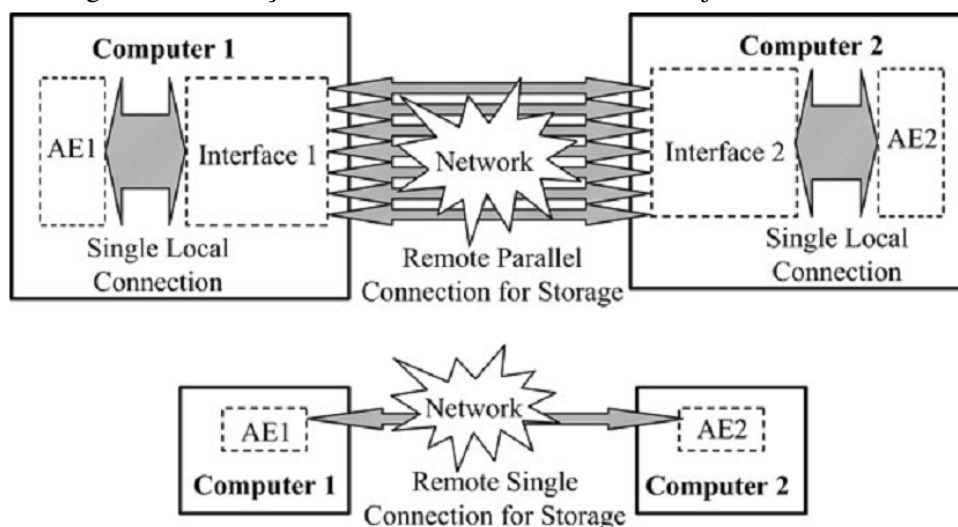 Computer 1
AE1
Interface 1
Single Local
Connection
Network
Remote Parallel
Connection for Storage
Computer 2
Interface 2
AE2
Single Local
Connection
AE1
Computer 1
Network
Remote Single
Connection for Storage
AE2
Computer 2